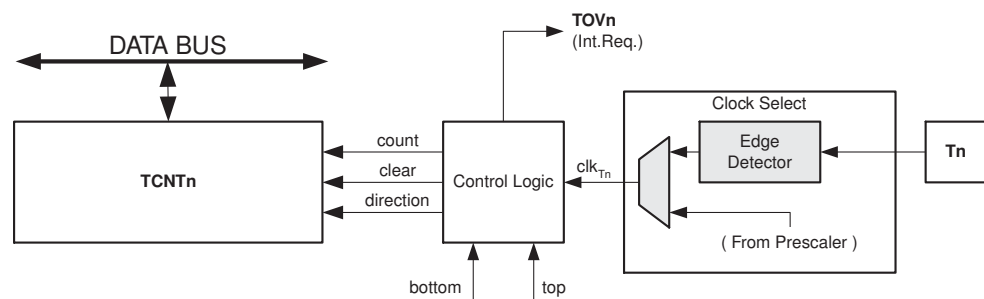 TOVn
(Int.Req.)
DATA BUS
Clock Select
count
Edge
Detector
Tn
TCNTn
clear
Control Logic
clkTn
direction
( From Prescaler )
bottom
top